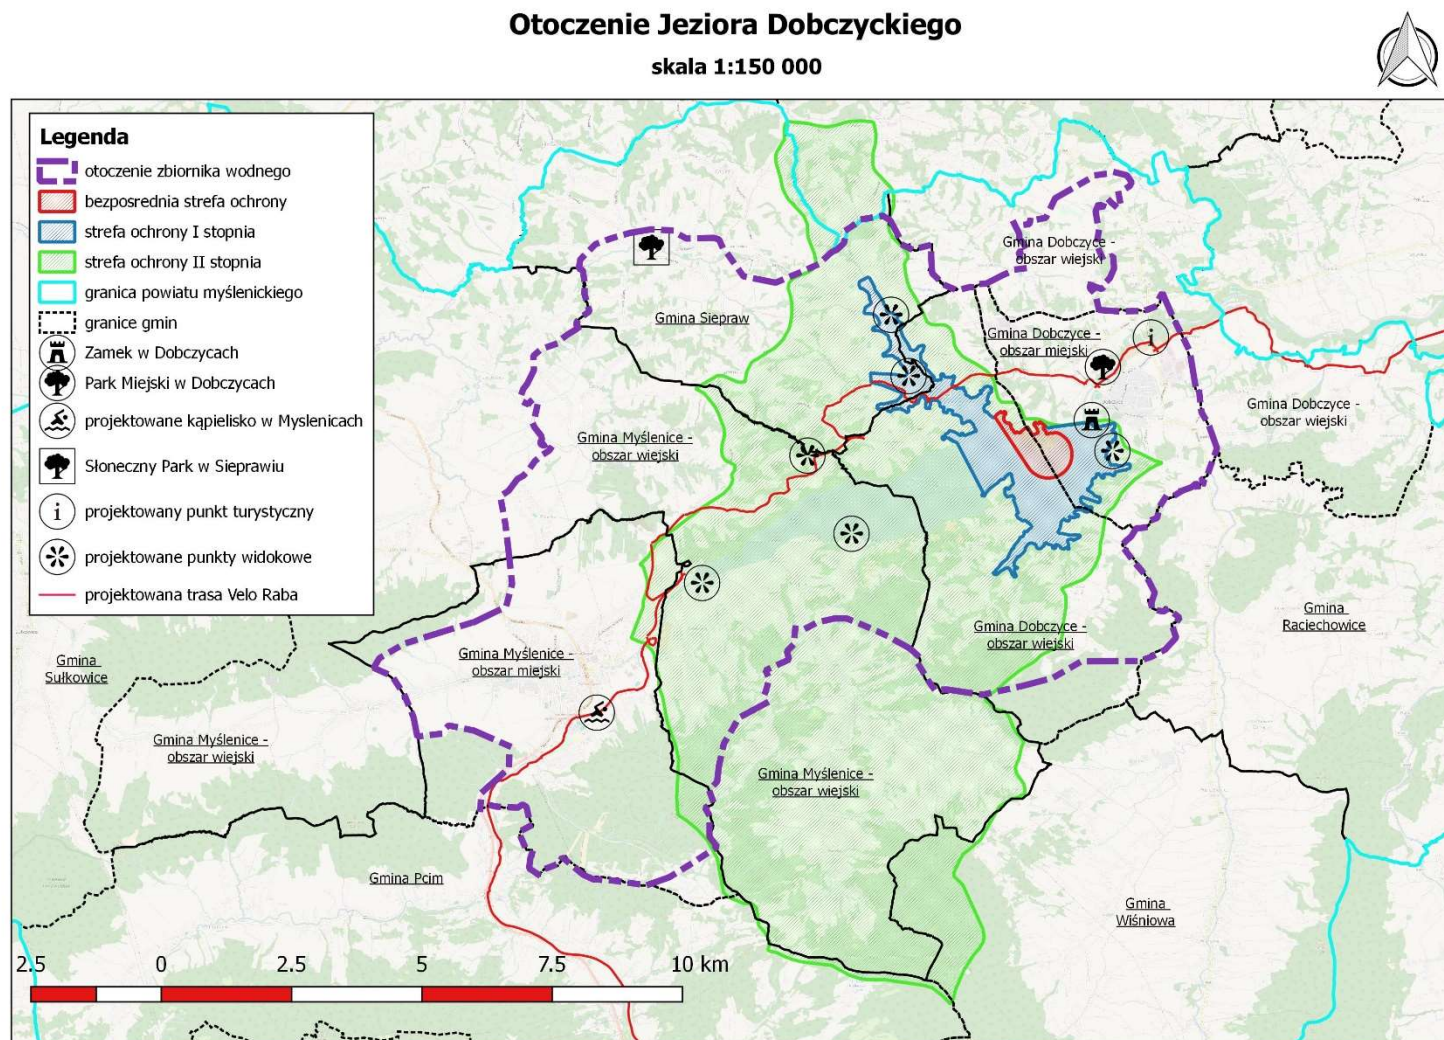 Otoczenie Jeziora Dobczyckiego
skala 1:150 000
Legenda
otoczenie zbiornika wodnego
bezposrednia strefa ochrony
strefa ochrony I stopnia
strefa ochrony II stopnia
granica powiatu myślenickiego
granice gmin
Zamek w Dobczycach
Park Miejski w Dobczycach
projektowane kąpielisko w Myslenicach
Słoneczny Park w Sieprawiu
i
projektowany punkt turystyczny
projektowane punkty widokowe
projektowana trasa Velo Raba
Gmina Dobczyce -
obszar wiejski
Gmina Siepraw
Gmina Dobczyce -
obszar miejski
i
Gmina Dobczyce -
obszar wiejski
Gmina Myślenice -
obszar wiejski
Gmina
Raciechowice
Gmina Dobczyce -
obszar wiejski
Gmina
Sułkowice
Gmina Myślenice -
obszar miejski
Gmina Myślenice -
obszar wiejski
Gmina Myślenice -
obszar wiejski
Gmina Pcim
Gmina
Wiśniowa
2.5 0 2.5 5 7.5 10 km